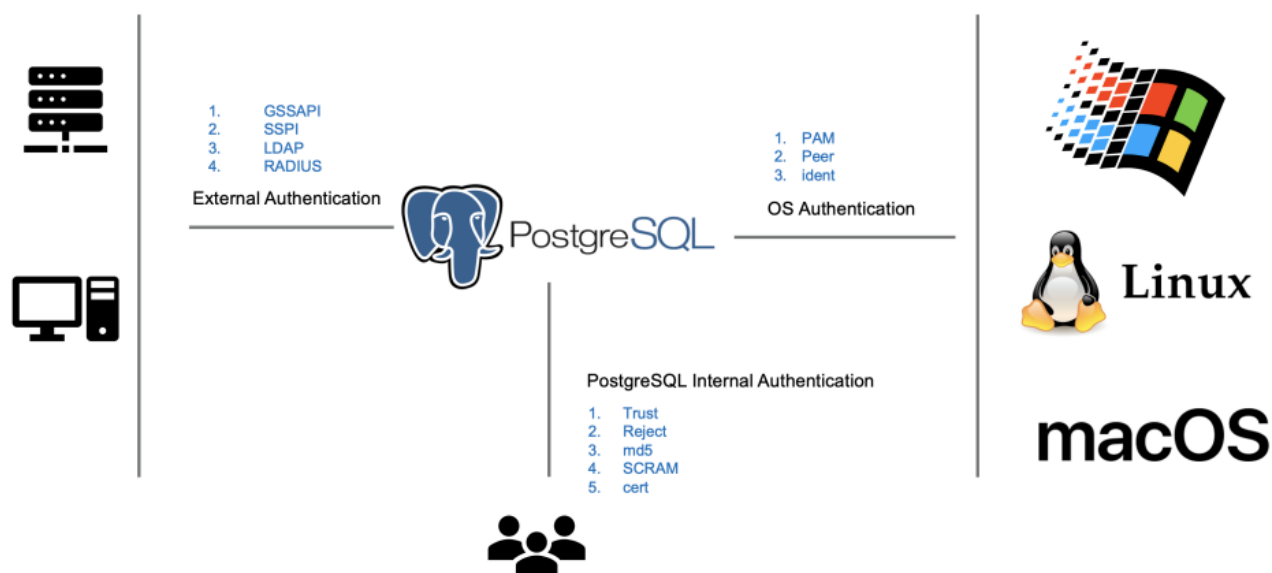 1. GSSAPI
2. SSPI
3. LDAP
4. RADIUS
External Authentication
PostgreSQL
1. PAM
2. Peer
3. ident
OS Authentication
Linux
PostgreSQL Internal Authentication
1. Trust
2. Reject
3. md5
4. SCRAM
5. cert
macOS